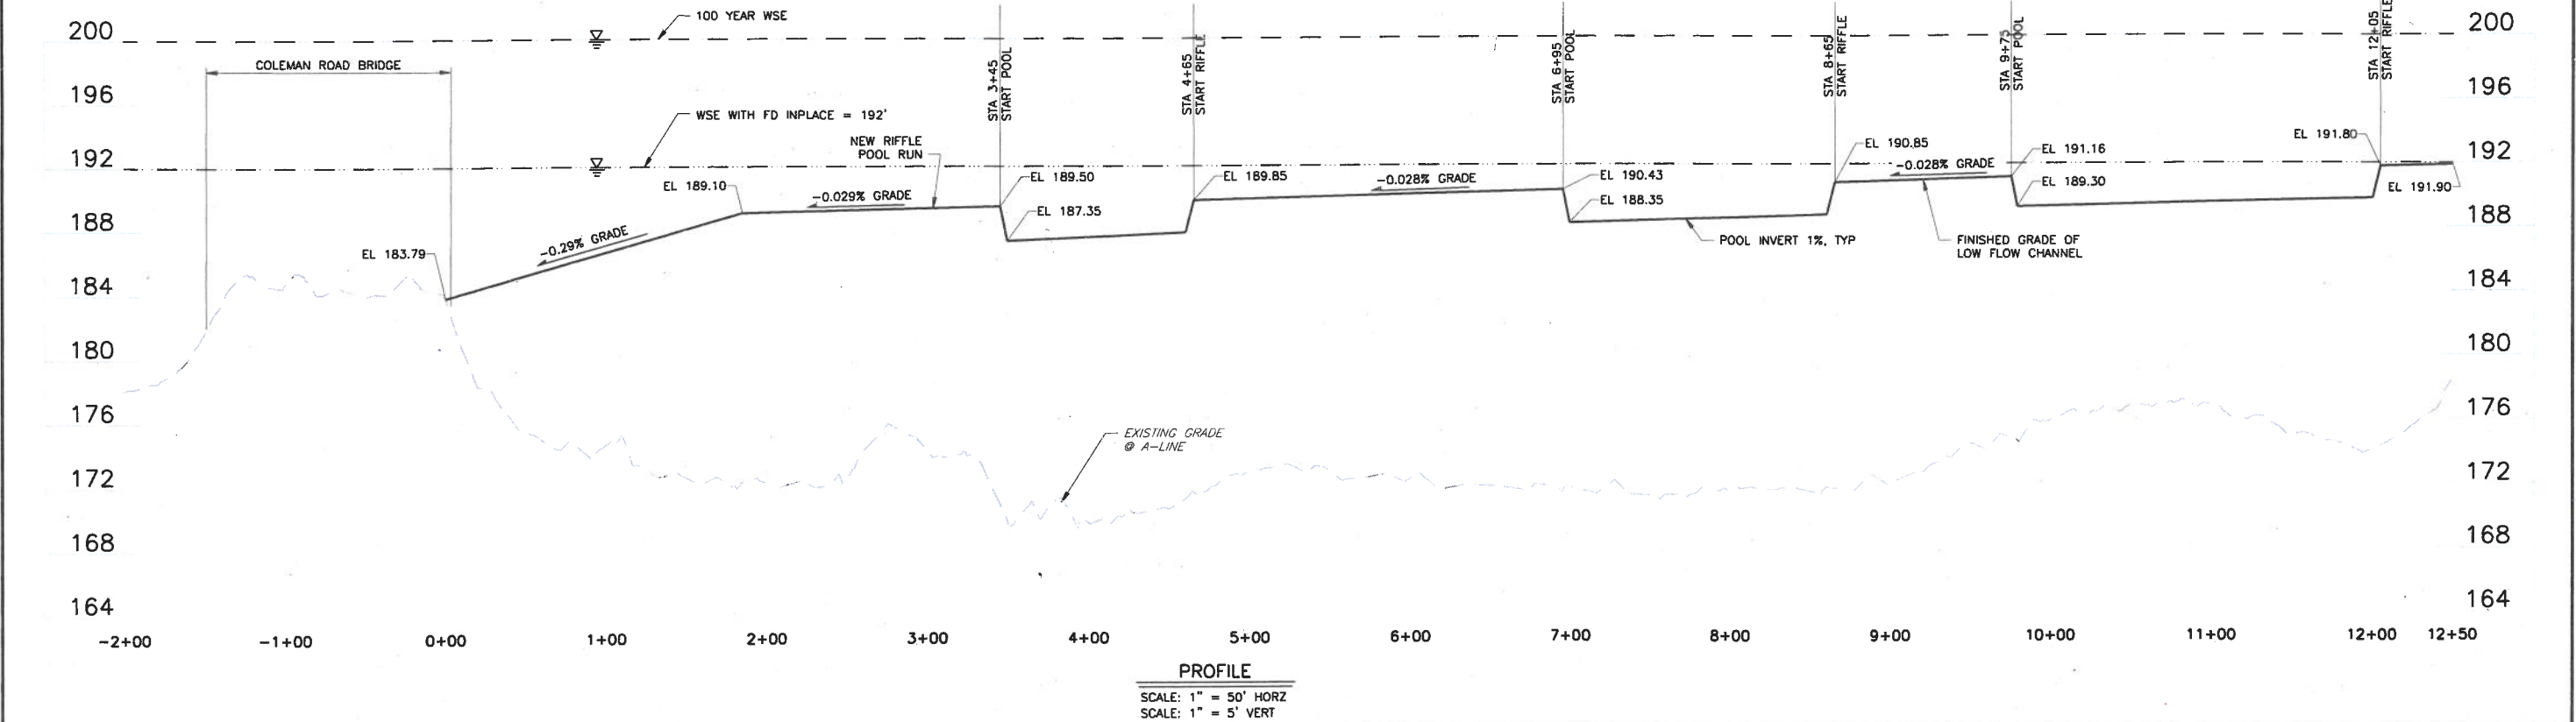 100 YEAR WSE
200
200
COLEMAN ROAD BRIDGE
STA 3+45
START POOL
STA 4+65
START RIFFLE
STA 6+95
START POOL
STA 8+65
START RIFFLE
STA 9+75
START POOL
STA 12+05
START RIFFLE
196
196
WSE WITH FD INPLACE = 192'
NEW RIFFLE
POOL RUN
192
192
EL 189.10
-0.029% GRADE
EL 189.50
EL 187.35
EL 189.85
-0.028% GRADE
EL 190.43
EL 188.35
EL 190.85
-0.028% GRADE
EL 191.16
EL 189.30
EL 191.80
EL 191.90
188
188
-0.29% GRADE
EL 183.79
POOL INVERT 1%, TYP
FINISHED GRADE OF
LOW FLOW CHANNEL
184
184
180
180
176
176
EXISTING GRADE
@ A-LINE
172
172
168
168
164
164
-2+00
-1+00
0+00
1+00
2+00
3+00
4+00
5+00
6+00
7+00
8+00
9+00
10+00
11+00
12+00
12+50
PROFILE
SCALE: 1" = 50' HORZ
SCALE: 1" = 5' VERT